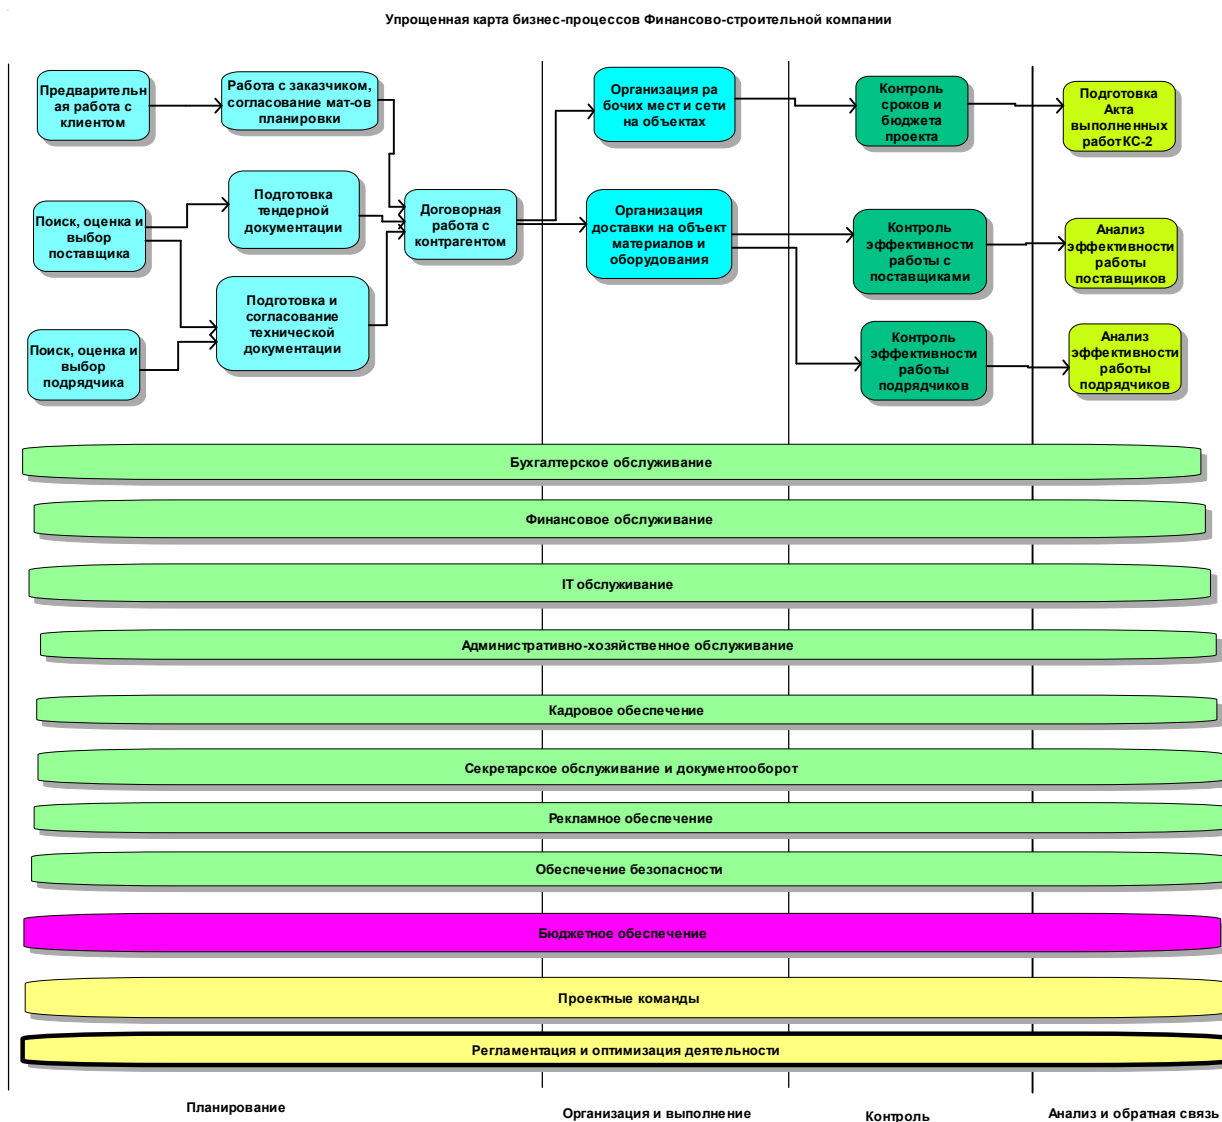 Упрощенная карта бизнес-процессов Финансово-строительной компании
Предварительн
ая работа с
клиентом
Работа с заказчиком,
согласование мат-ов
планировки
Организация ра
бочих мест и сети
на объектах
Контроль
сроков и
бюджета
проекта
Подготовка
Акта
выполненных
работ КС-2
Поиск, оценка и
выбор
поставщика
Подготовка
тендерной
документации
Договорная
работа с
контрагентом
Организация
доставки на объект
материалов и
оборудования
Контроль
эффективности
работы с
поставщиками
Анализ
эффективности
работы
поставщиков
Поиск, оценка и
выбор
подрядчика
Подготовка и
согласование
технической
документации
Контроль
эффективности
работы
подрядчиков
Анализ
эффективности
работы
подрядчиков
Бухгалтерское обслуживание
Финансовое обслуживание
IT обслуживание
Административно-хозяйственное обслуживание
Кадровое обеспечение
Секретарское обслуживание и документооборот
Рекламное обеспечение
Обеспечение безопасности
Бюджетное обеспечение
Проектные команды
Регламентация и оптимизация деятельности
Планирование
Организация и выполнение
Контроль
Анализ и обратная связь